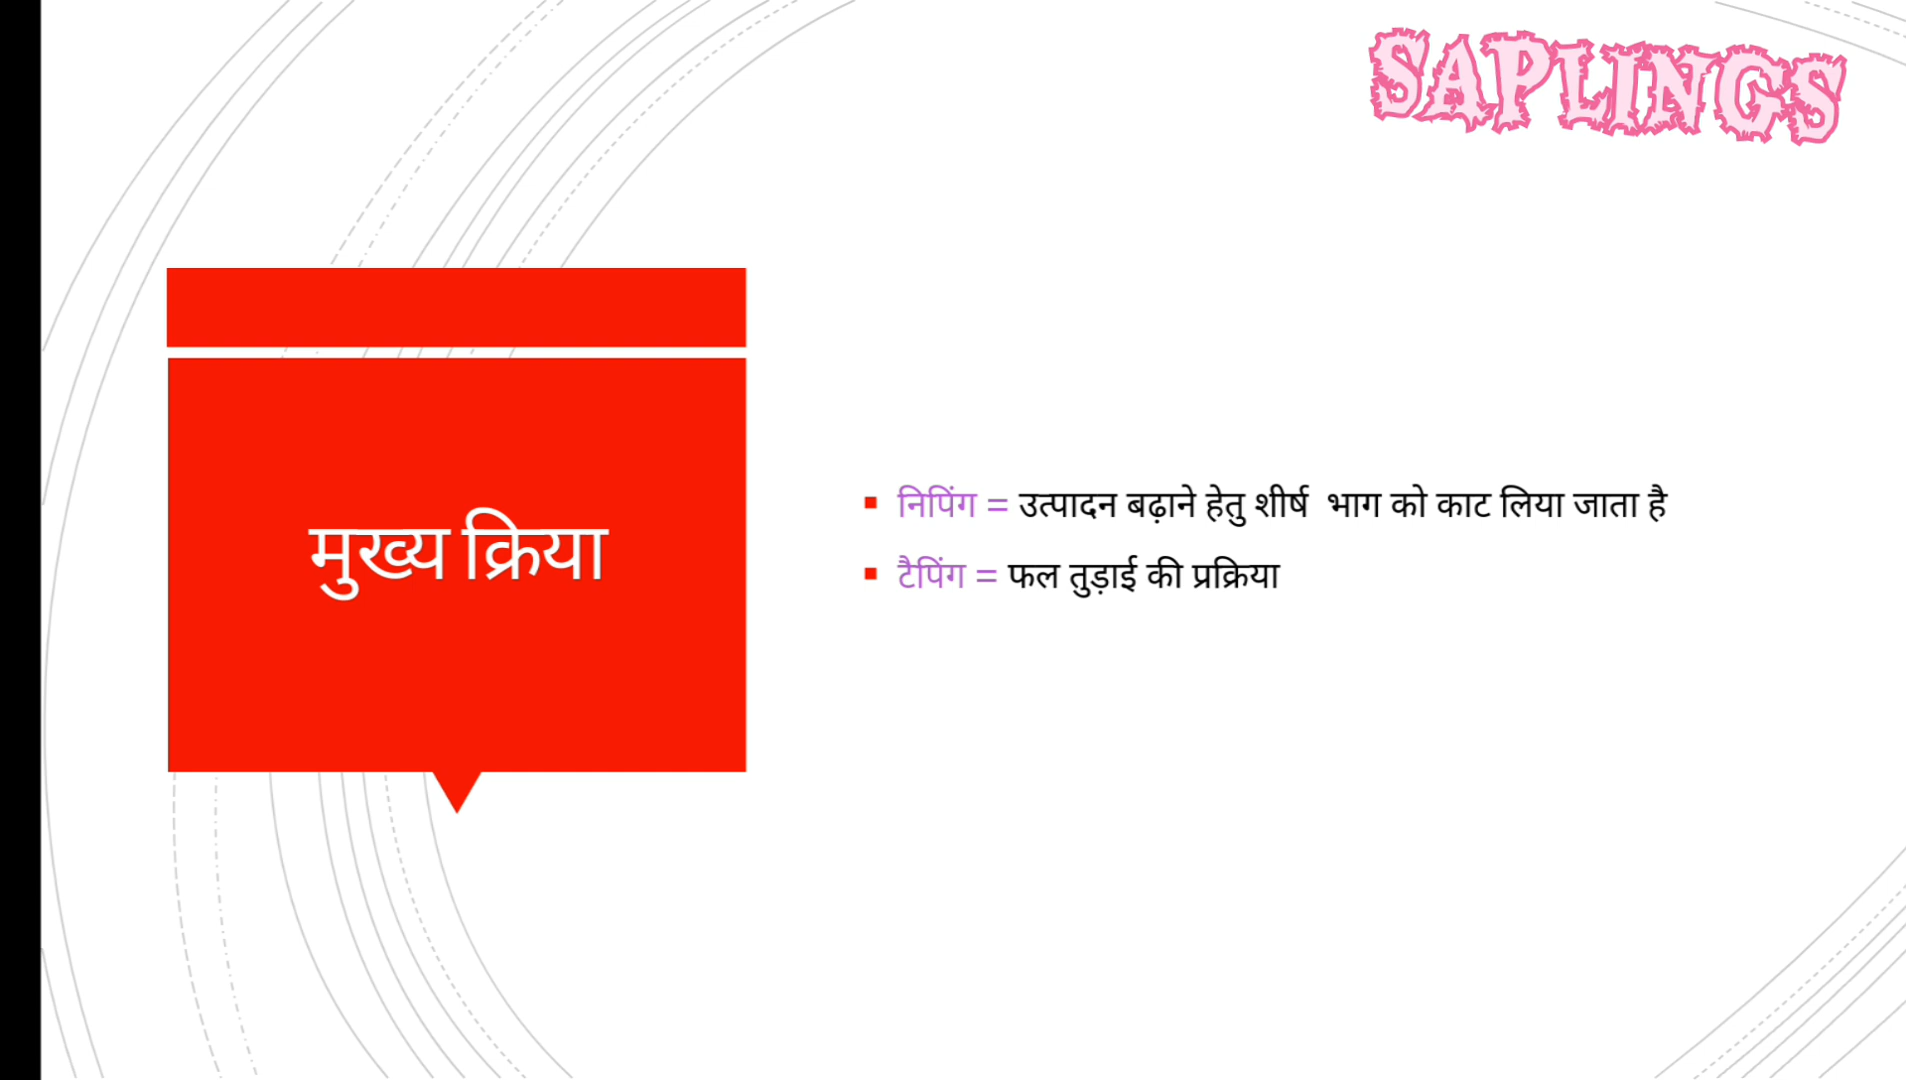 SAPLINGS
मुख्य क्रिया
निपिंग = उत्पादन बढ़ाने हेतु शीर्ष भाग को काट लिया जाता है
टैपिंग = फल तुड़ाई की प्रक्रिया